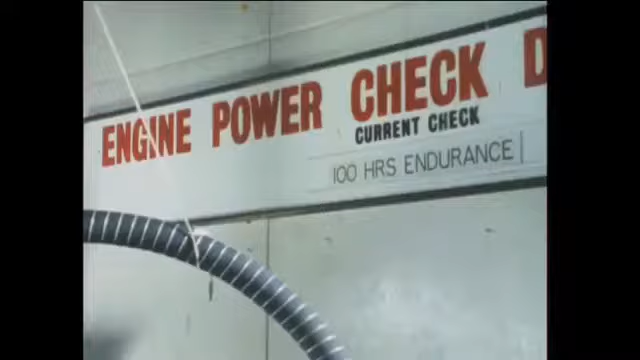 ENGINE POWER CHECK D
CURRENT CHECK
100 HRS ENDURANCE